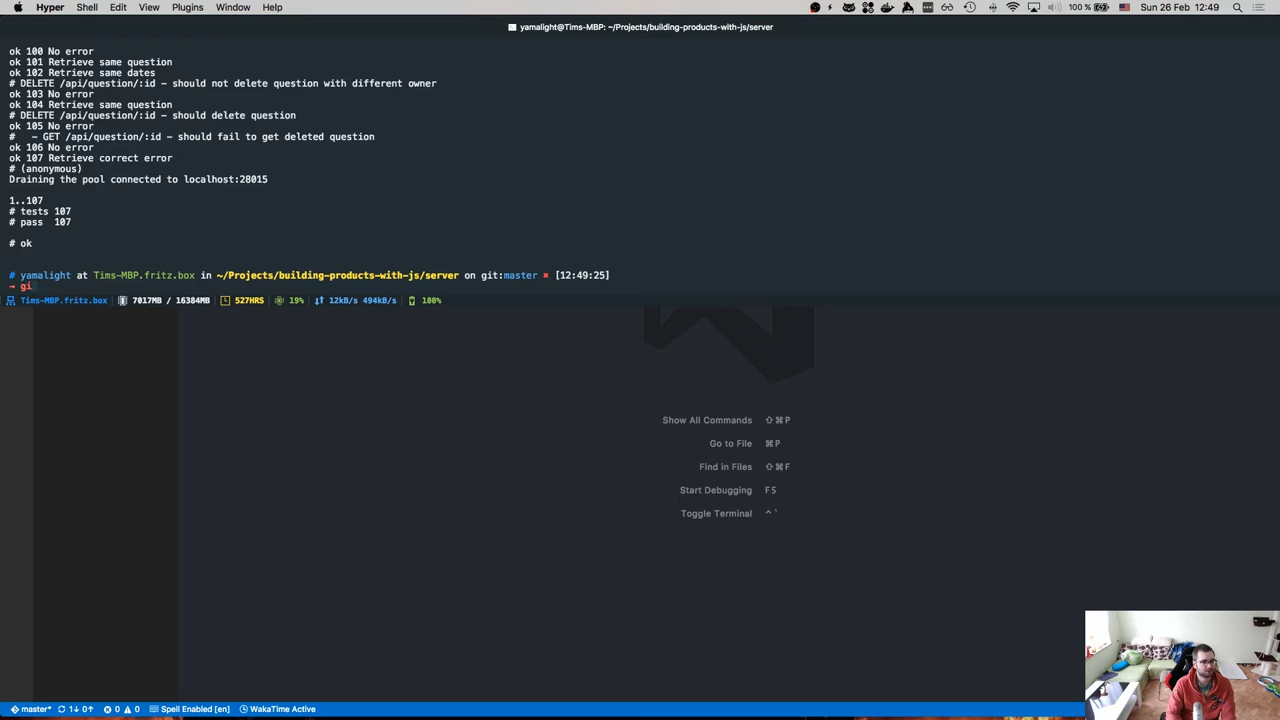 Hyper Shell Edit View Plugins Window Help
100 % Sun 26 Feb 12:49
yamalight@Tims-MBP: ~/Projects/building-products-with-js/server
ok 100 No error
ok 101 Retrieve same question
ok 102 Retrieve same dates
# DELETE /api/question/:id - should not delete question with different owner
ok 103 No error
ok 104 Retrieve same question
# DELETE /api/question/:id - should delete question
ok 105 No error
#   - GET /api/question/:id - should fail to get deleted question
ok 106 No error
ok 107 Retrieve correct error
# (anonymous)
Draining the pool connected to localhost:28015
1..107
# tests 107
# pass  107
# ok
# yamalight at Tims-MBP.fritz.box in ~/Projects/building-products-with-js/server on git:master ✖ [12:49:25]
→ gi
Tims-MBP.fritz.box 7017MB / 16384MB 527HRS 19% 12kB/s 494kB/s 100%
Show All Commands ⇧⌘P
Go to File ⌘P
Find in Files ⇧⌘F
Start Debugging F5
Toggle Terminal ⌃`
master* 1↓ 0↑ 0 0 Spell Enabled [en] WakaTime Active